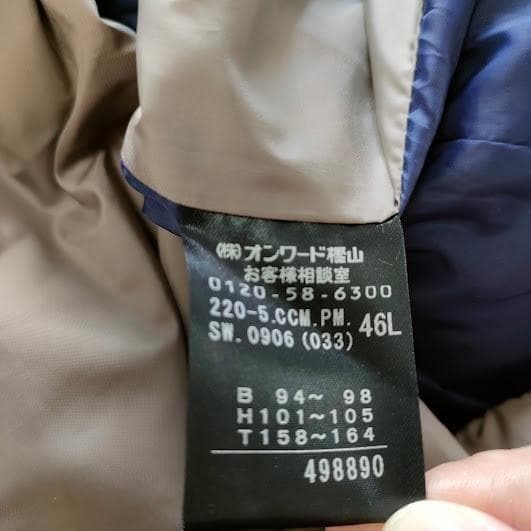 (株)オンワード樫山
お客様相談室
0120-58-6300
220-5.CCM.PM. 46L
SW.0906(033)
B 94〜 98
H101〜105
T158〜164
498890